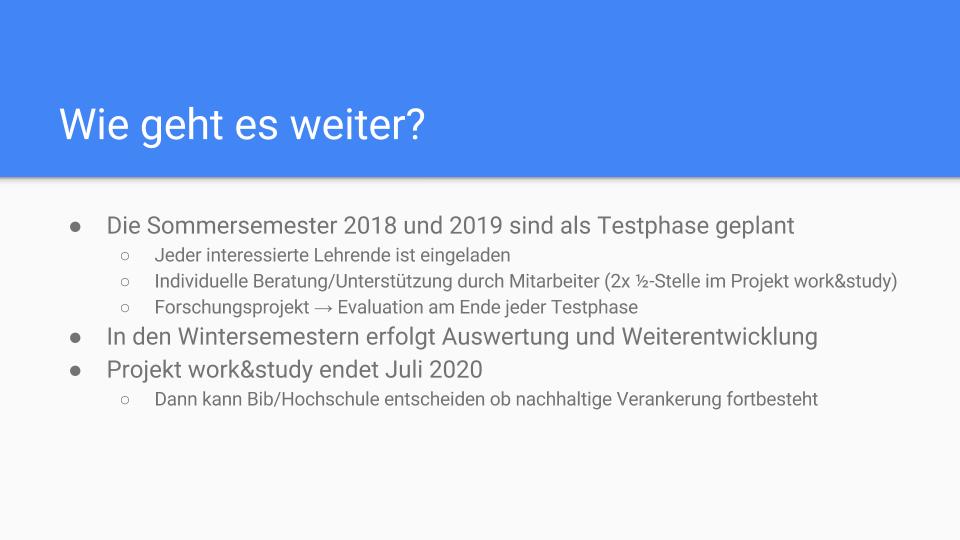 Wie geht es weiter?
● Die Sommersemester 2018 und 2019 sind als Testphase geplant
○ Jeder interessierte Lehrende ist eingeladen
○ Individuelle Beratung/Unterstützung durch Mitarbeiter (2x ½-Stelle im Projekt work&study)
○ Forschungsprojekt → Evaluation am Ende jeder Testphase
● In den Wintersemestern erfolgt Auswertung und Weiterentwicklung
● Projekt work&study endet Juli 2020
○ Dann kann Bib/Hochschule entscheiden ob nachhaltige Verankerung fortbesteht